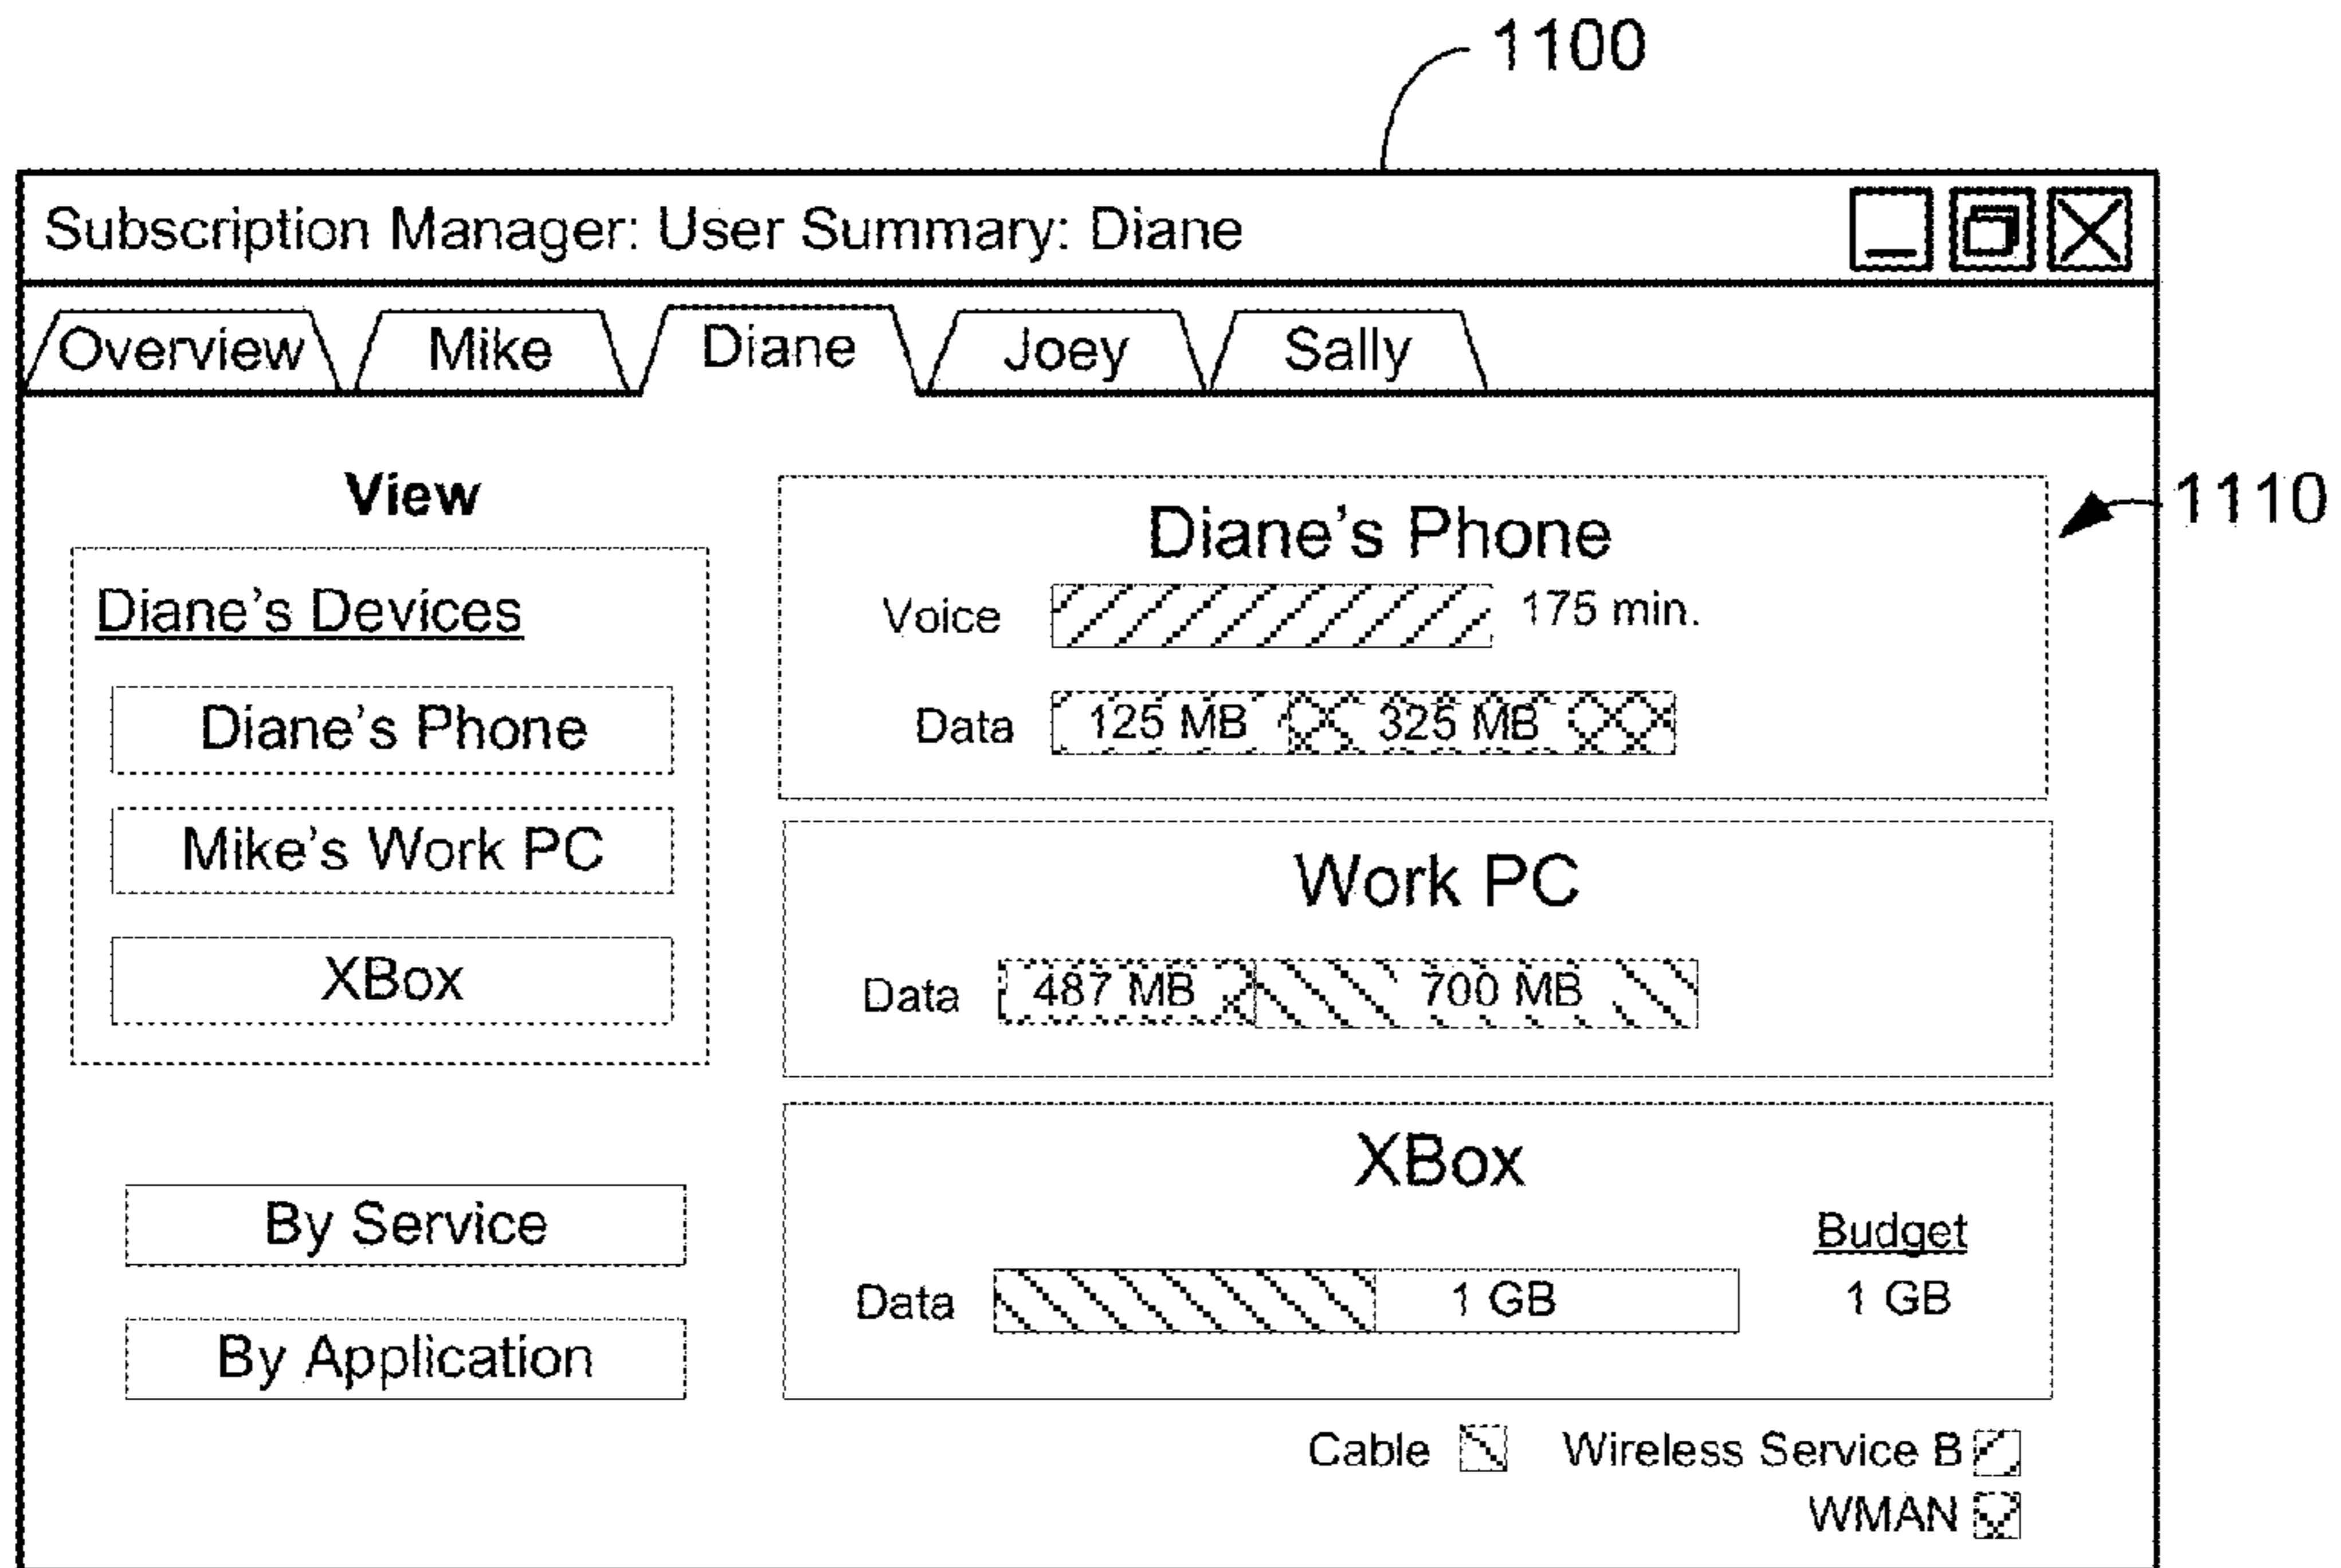 1100
Subscription Manager: User Summary: Diane
Overview Mike Diane Joey Sally
View
Diane's Devices
Diane's Phone
Mike's Work PC
XBox
By Service
By Application
1110
Diane's Phone
Voice 175 min.
Data 125 MB 325 MB
Work PC
Data 487 MB 700 MB
XBox
Budget
Data 1 GB 1 GB
Cable Wireless Service B
WMAN